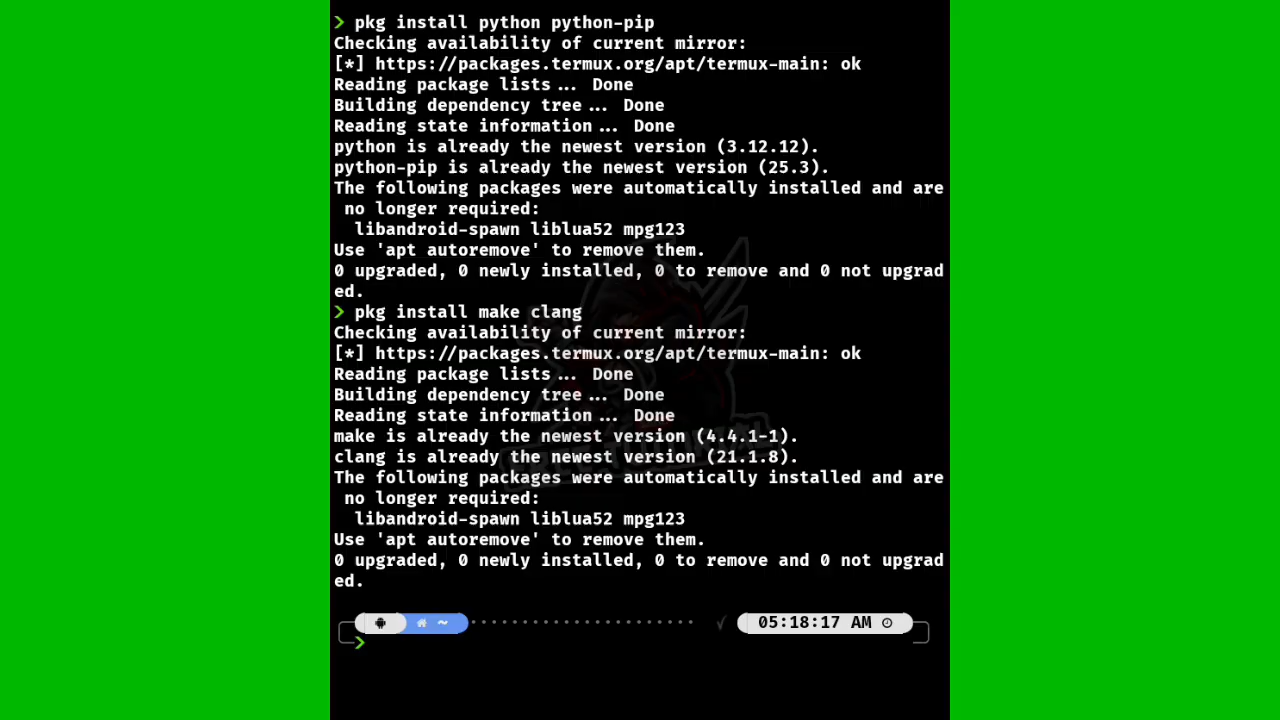 ❯ pkg install python python-pip
Checking availability of current mirror:
[*] https://packages.termux.org/apt/termux-main: ok
Reading package lists... Done
Building dependency tree... Done
Reading state information... Done
python is already the newest version (3.12.12).
python-pip is already the newest version (25.3).
The following packages were automatically installed and are
no longer required:
libandroid-spawn liblua52 mpg123
Use 'apt autoremove' to remove them.
0 upgraded, 0 newly installed, 0 to remove and 0 not upgrad
ed.
❯ pkg install make clang
Checking availability of current mirror:
[*] https://packages.termux.org/apt/termux-main: ok
Reading package lists... Done
Building dependency tree... Done
Reading state information... Done
make is already the newest version (4.4.1-1).
clang is already the newest version (21.1.8).
The following packages were automatically installed and are
no longer required:
libandroid-spawn liblua52 mpg123
Use 'apt autoremove' to remove them.
0 upgraded, 0 newly installed, 0 to remove and 0 not upgrad
ed.
~ 05:18:17 AM
❯